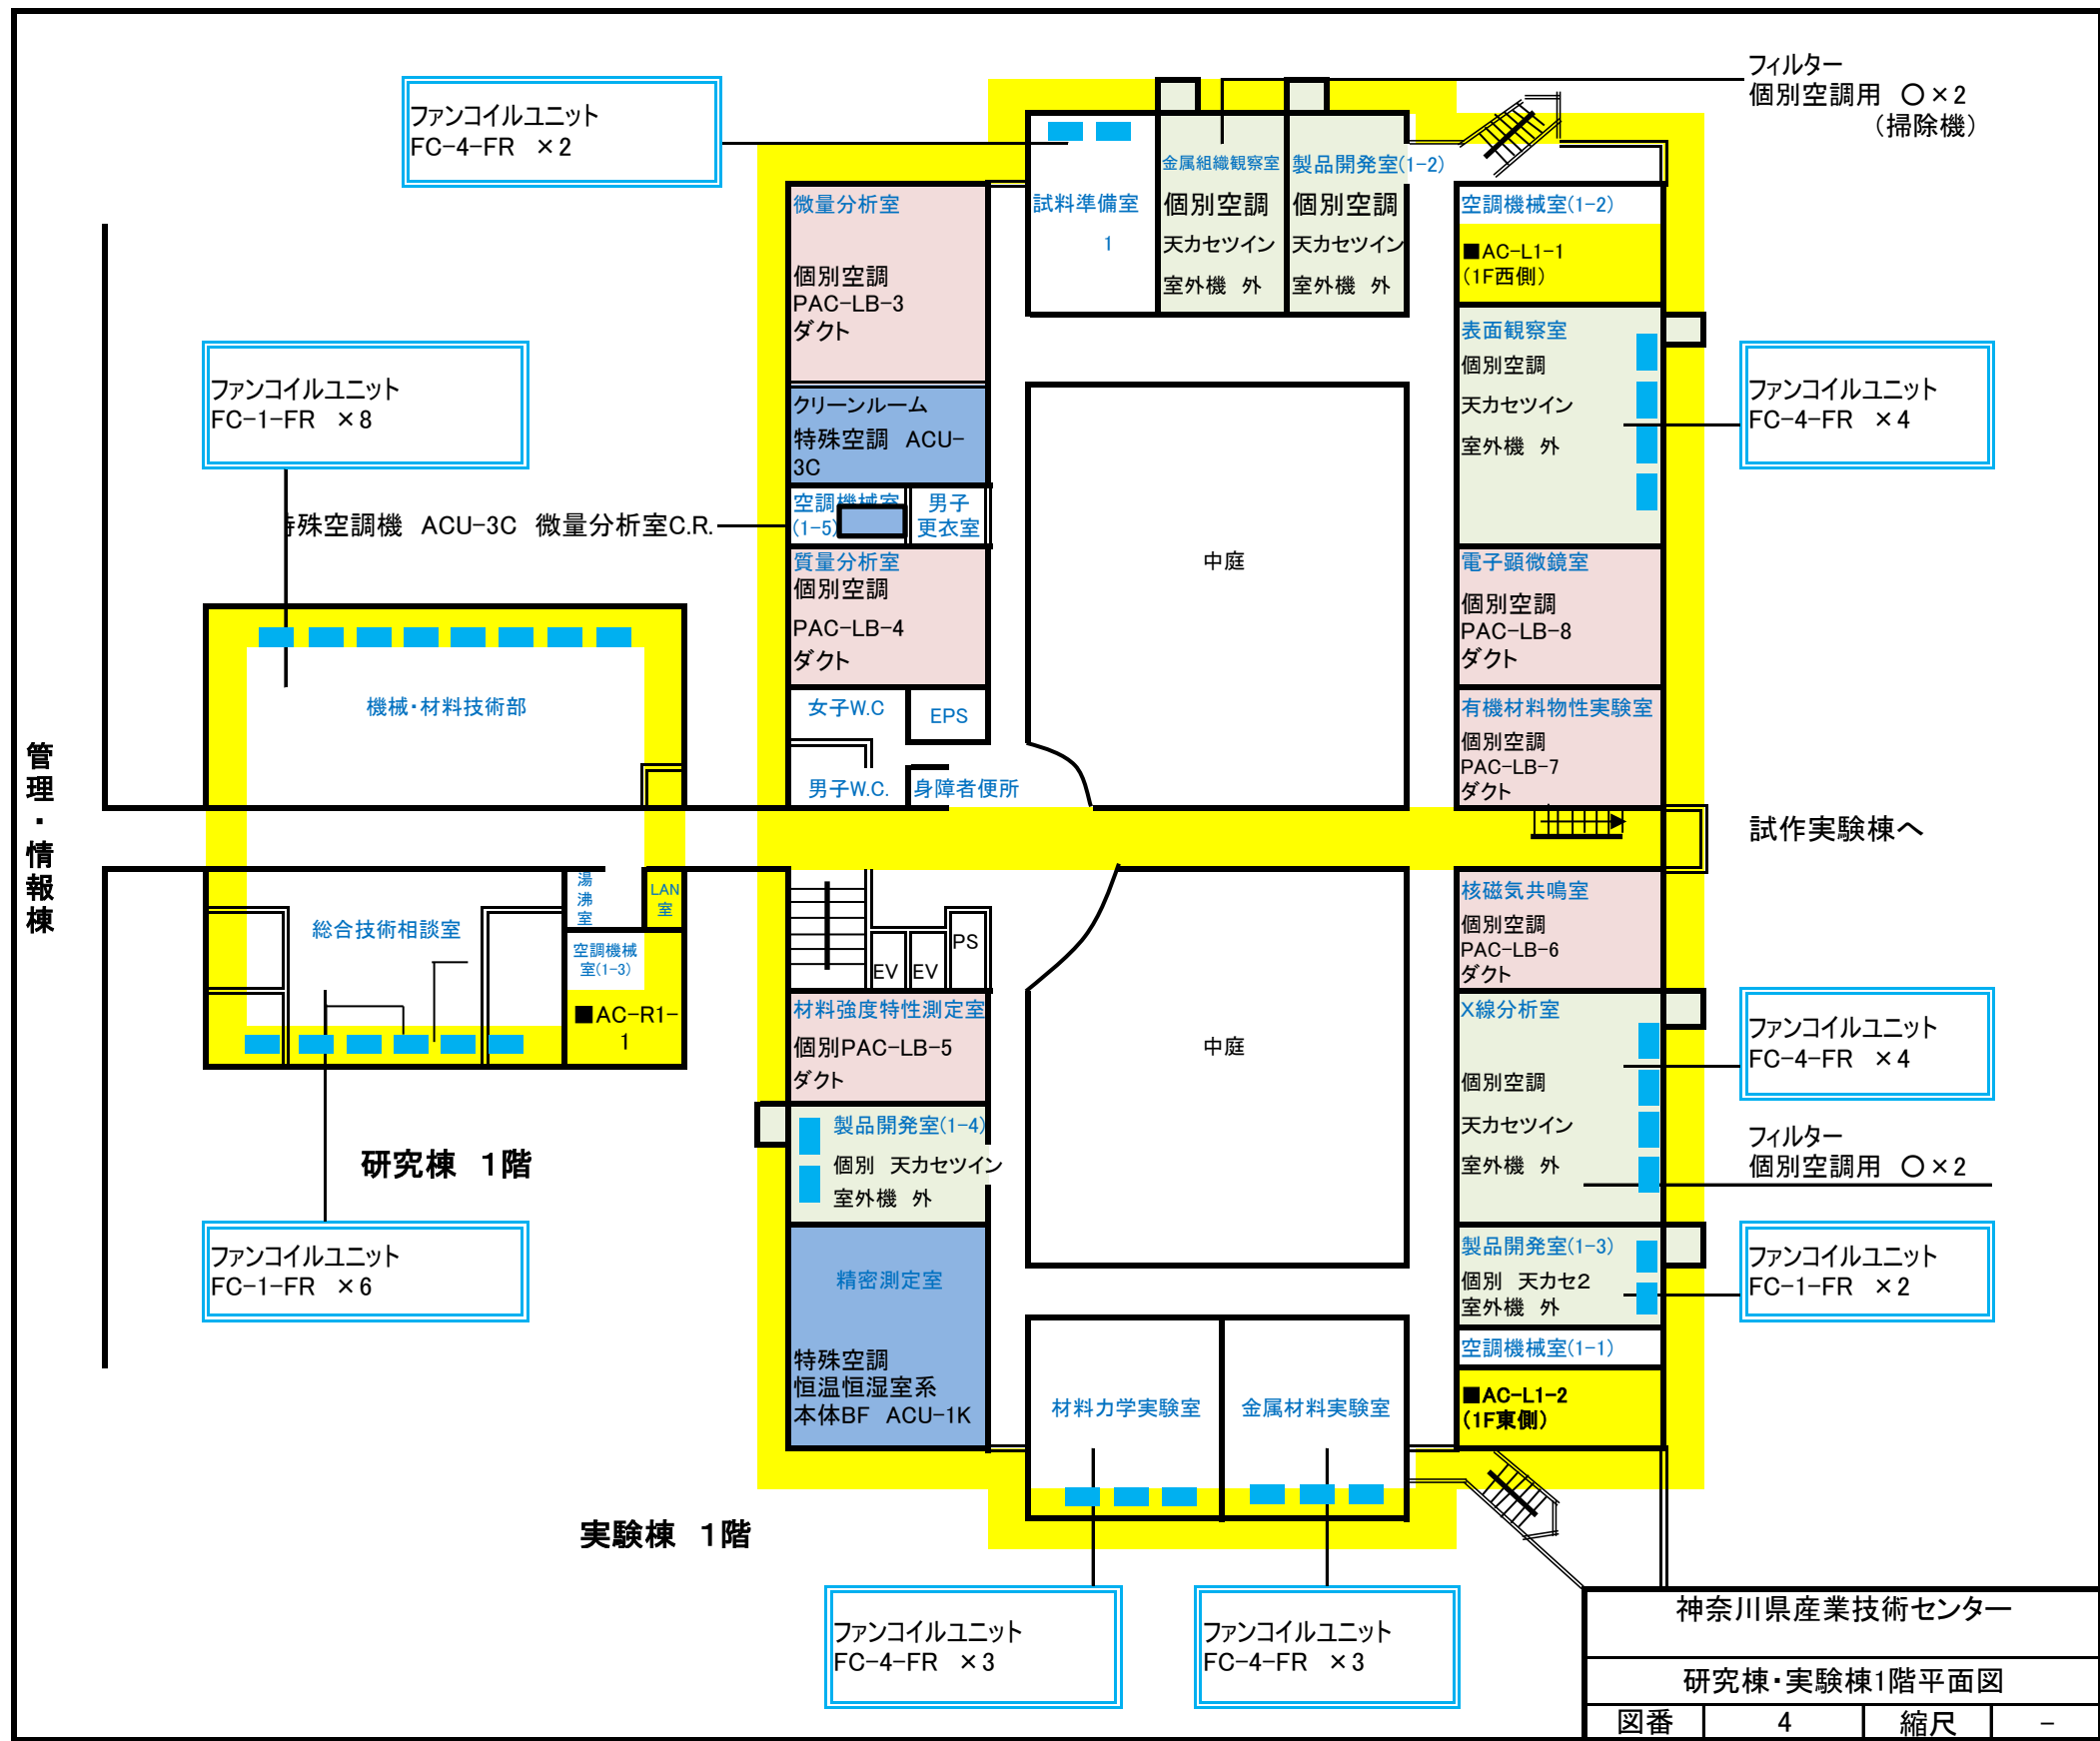 フィルター
個別空調用　〇×2
（掃除機）
ファンコイルユニット
FC-4-FR　×2
微量分析室
個別空調
PAC-LB-3
ダクト
試料準備室
1
金属組織観察室
個別空調
天カセツイン
室外機　外
製品開発室(1-2)
個別空調
天カセツイン
室外機　外
空調機械室(1-2)
■AC-L1-1
(1F西側)
表面観察室
個別空調
天カセツイン
室外機　外
ファンコイルユニット
FC-4-FR　×4
ファンコイルユニット
FC-1-FR　×8
クリーンルーム
特殊空調　ACU-
3C
殊空調機　ACU-3C　微量分析室C.R.
空調機械室
(1-5)
男子
更衣室
質量分析室
個別空調
PAC-LB-4
ダクト
中庭
電子顕微鏡室
個別空調
PAC-LB-8
ダクト
有機材料物性実験室
個別空調
PAC-LB-7
ダクト
機械・材料技術部
女子W.C
EPS
男子W.C.
身障者便所
管理・情報棟
試作実験棟へ
総合技術相談室
湯沸室
LAN
室
空調機械
室(1-3)
■AC-R1-
1
EV
EV
PS
核磁気共鳴室
個別空調
PAC-LB-6
ダクト
材料強度特性測定室
個別PAC-LB-5
ダクト
中庭
X線分析室
個別空調
天カセツイン
室外機　外
ファンコイルユニット
FC-4-FR　×4
フィルター
個別空調用　〇×2
製品開発室(1-4)
個別　天カセツイン
室外機　外
研究棟　1階
ファンコイルユニット
FC-1-FR　×6
精密測定室
特殊空調
恒温恒湿室系
本体BF　ACU-1K
製品開発室(1-3)
個別　天カセ2
室外機　外
ファンコイルユニット
FC-1-FR　×2
空調機械室(1-1)
■AC-L1-2
(1F東側)
材料力学実験室
金属材料実験室
実験棟　1階
ファンコイルユニット
FC-4-FR　×3
ファンコイルユニット
FC-4-FR　×3
神奈川県産業技術センター
研究棟・実験棟1階平面図
図番　4　縮尺　-